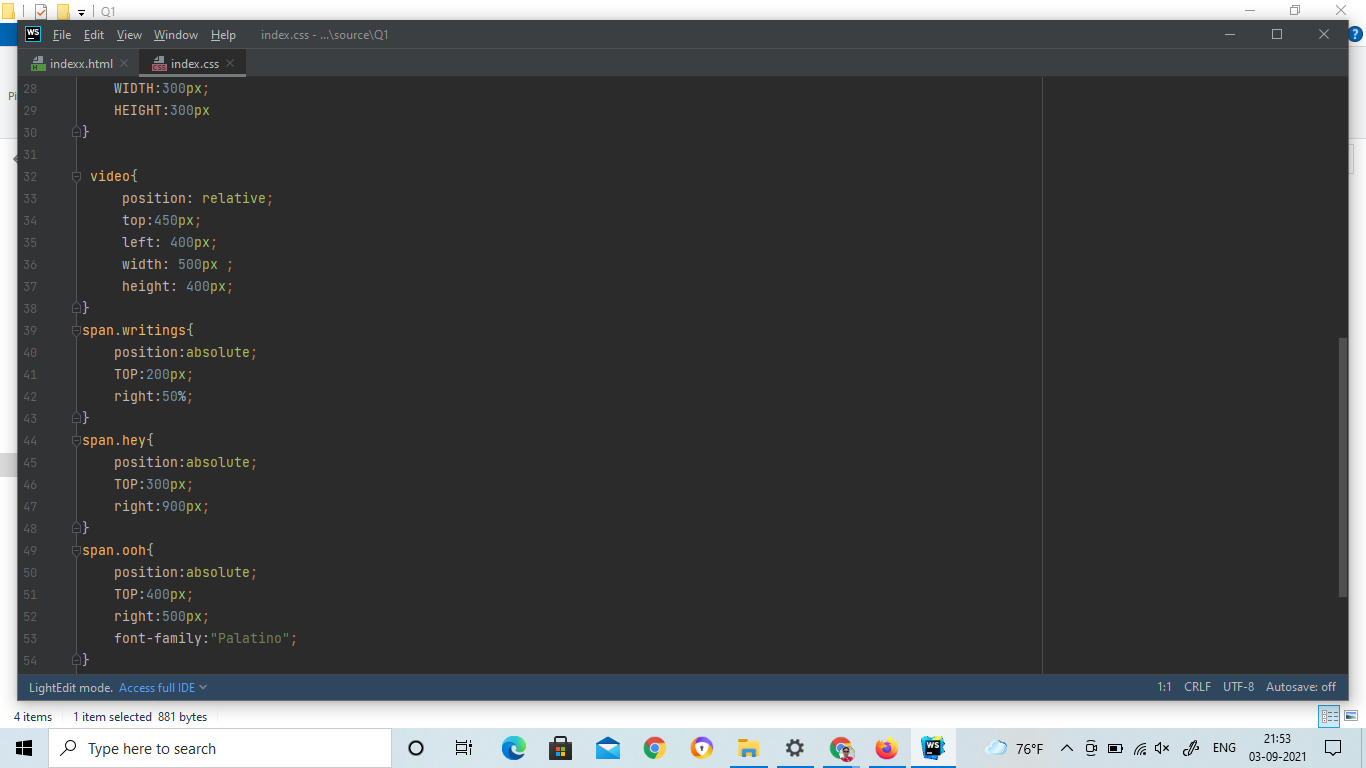 Q1
WS File Edit View Window Help index.css - ...\source\Q1
indexx.html index.css
28 WIDTH:300px;
29 HEIGHT:300px
30 }
31
32 video{
33 position: relative;
34 top:450px;
35 left: 400px;
36 width: 500px ;
37 height: 400px;
38 }
39 span.writings{
40 position:absolute;
41 TOP:200px;
42 right:50%;
43 }
44 span.hey{
45 position:absolute;
46 TOP:300px;
47 right:900px;
48 }
49 span.ooh{
50 position:absolute;
51 TOP:400px;
52 right:500px;
53 font-family:"Palatino";
54 }
LightEdit mode. Access full IDE 1:1 CRLF UTF-8 Autosave: off
4 items 1 item selected 881 bytes
Type here to search WS 76°F ENG 21:53
03-09-2021